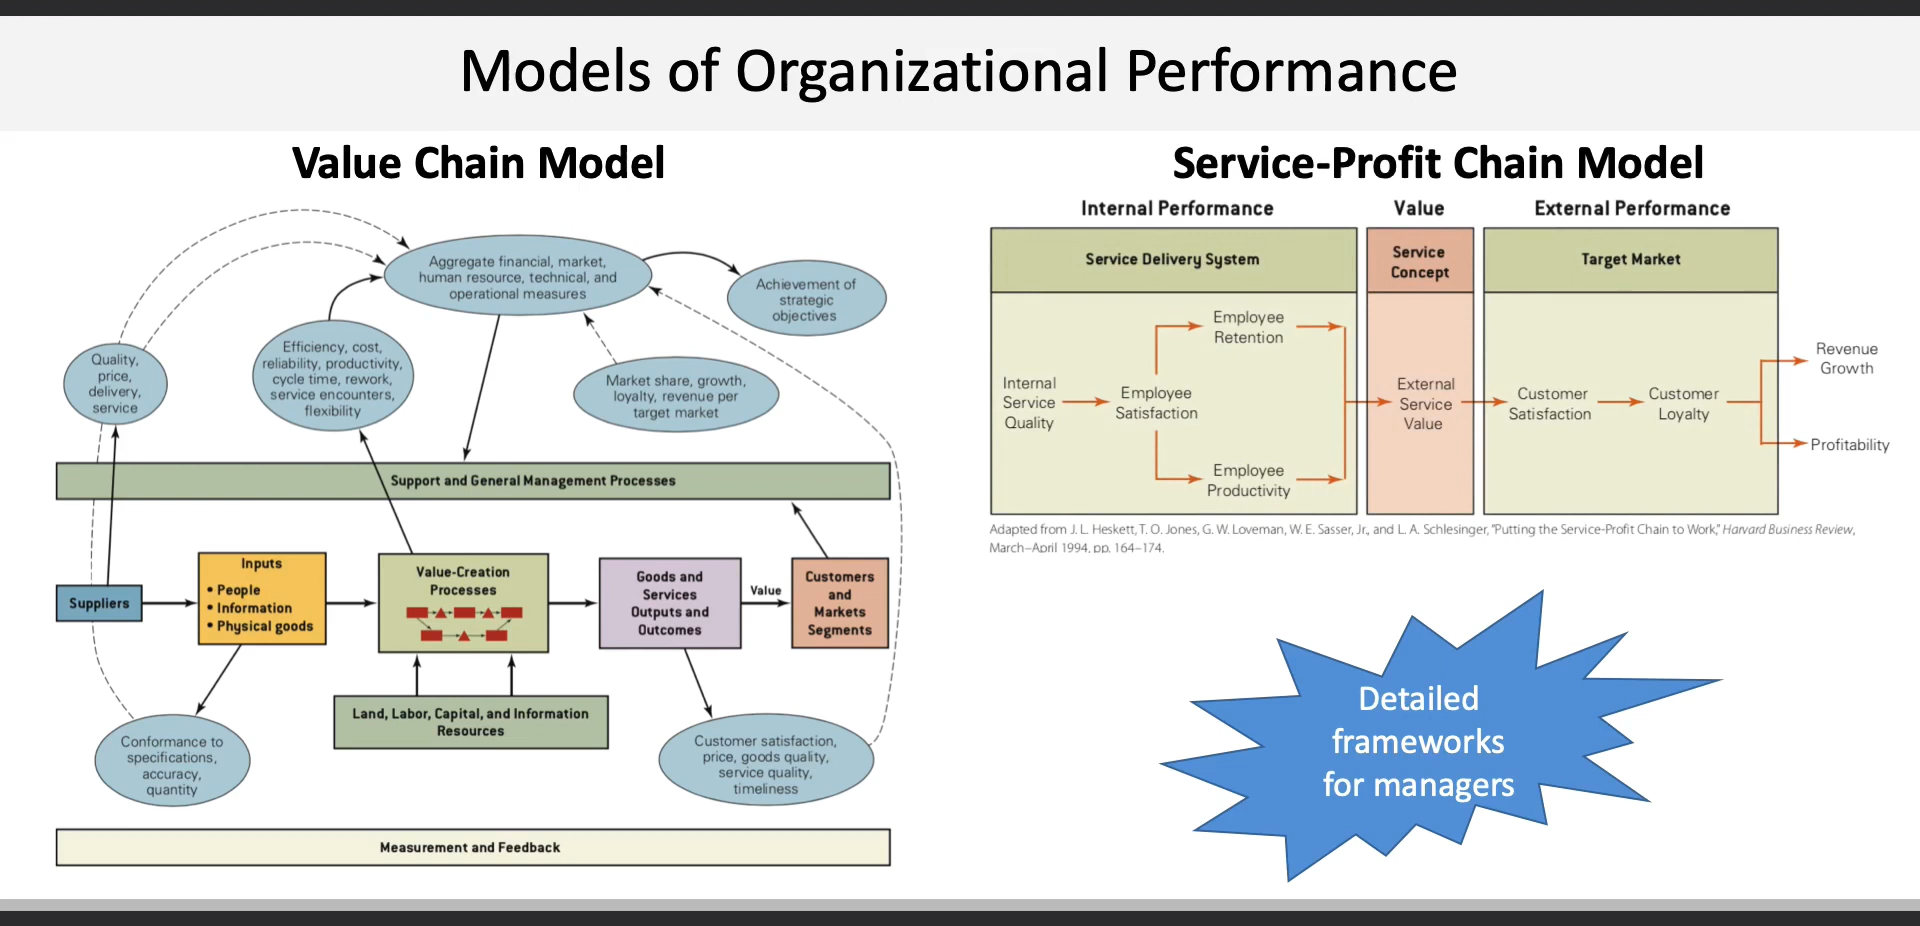 Models of Organizational Performance
Value Chain Model
Aggregate financial, market,
human resource, technical, and
operational measures
Achievement of
strategic
objectives
Quality,
price,
delivery,
service
Efficiency, cost,
reliability, productivity,
cycle time, rework,
service encounters,
flexibility
Market share, growth,
loyalty, revenue per
target market
Support and General Management Processes
Suppliers
Inputs
• People
• Information
• Physical goods
Value-Creation
Processes
Goods and
Services
Outputs and
Outcomes
Value
Customers
and
Markets
Segments
Land, Labor, Capital, and Information
Resources
Conformance to
specifications,
accuracy,
quantity
Customer satisfaction,
price, goods quality,
service quality,
timeliness
Measurement and Feedback
Service-Profit Chain Model
Internal Performance
Value
External Performance
Service Delivery System
Service
Concept
Target Market
Internal
Service
Quality
Employee
Satisfaction
Employee
Retention
Employee
Productivity
External
Service
Value
Customer
Satisfaction
Customer
Loyalty
Revenue
Growth
Profitability
Adapted from J. L. Heskett, T. O. Jones, G. W. Loveman, W. E. Sasser, Jr., and L. A. Schlesinger, "Putting the Service-Profit Chain to Work," Harvard Business Review,
March–April 1994, pp. 164–174.
Detailed
frameworks
for managers